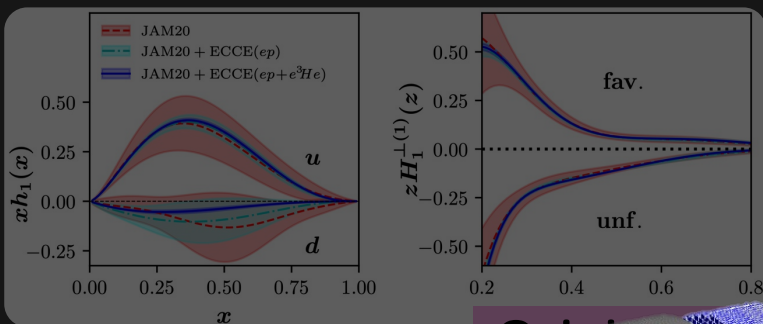 JAM20
JAM20 + ECCE(ep)
JAM20 + ECCE(ep+e³He)
xh₁(x)
0.50
0.25
0.00
−0.25
u
d
0.00 0.25 0.50 0.75 1.00
x
zH₁^⊥(1)(z)
0.50
0.25
0.00
−0.25
−0.50
fav.
unf.
0.2 0.4 0.6 0.8